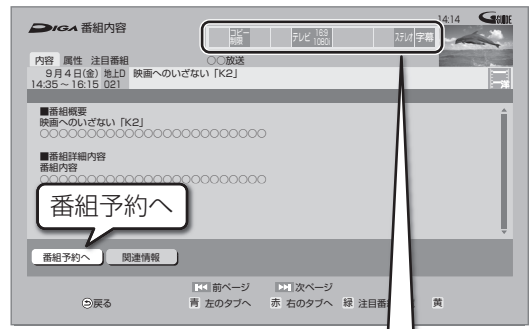 DIGA 番組内容
コピー制限 テレビ 16:9 1080i ステレオ 字幕
14:14 GGUIDE
内容 属性 注目番組 ○○放送
9月4日(金) 地上D 映画へのいざない「K2」
14:35～16:15 021
洋
■番組概要
映画へのいざない「K2」
○○○○○○○○○○○○○○○○○○○○○○○○
■番組詳細内容
番組内容
○○○○○○○○○○○○○○○○○○○○○○○○
番組予約へ
番組予約へ 関連情報
前ページ 次ページ
戻る 青 左のタブへ 赤 右のタブへ 緑 注目番 黄